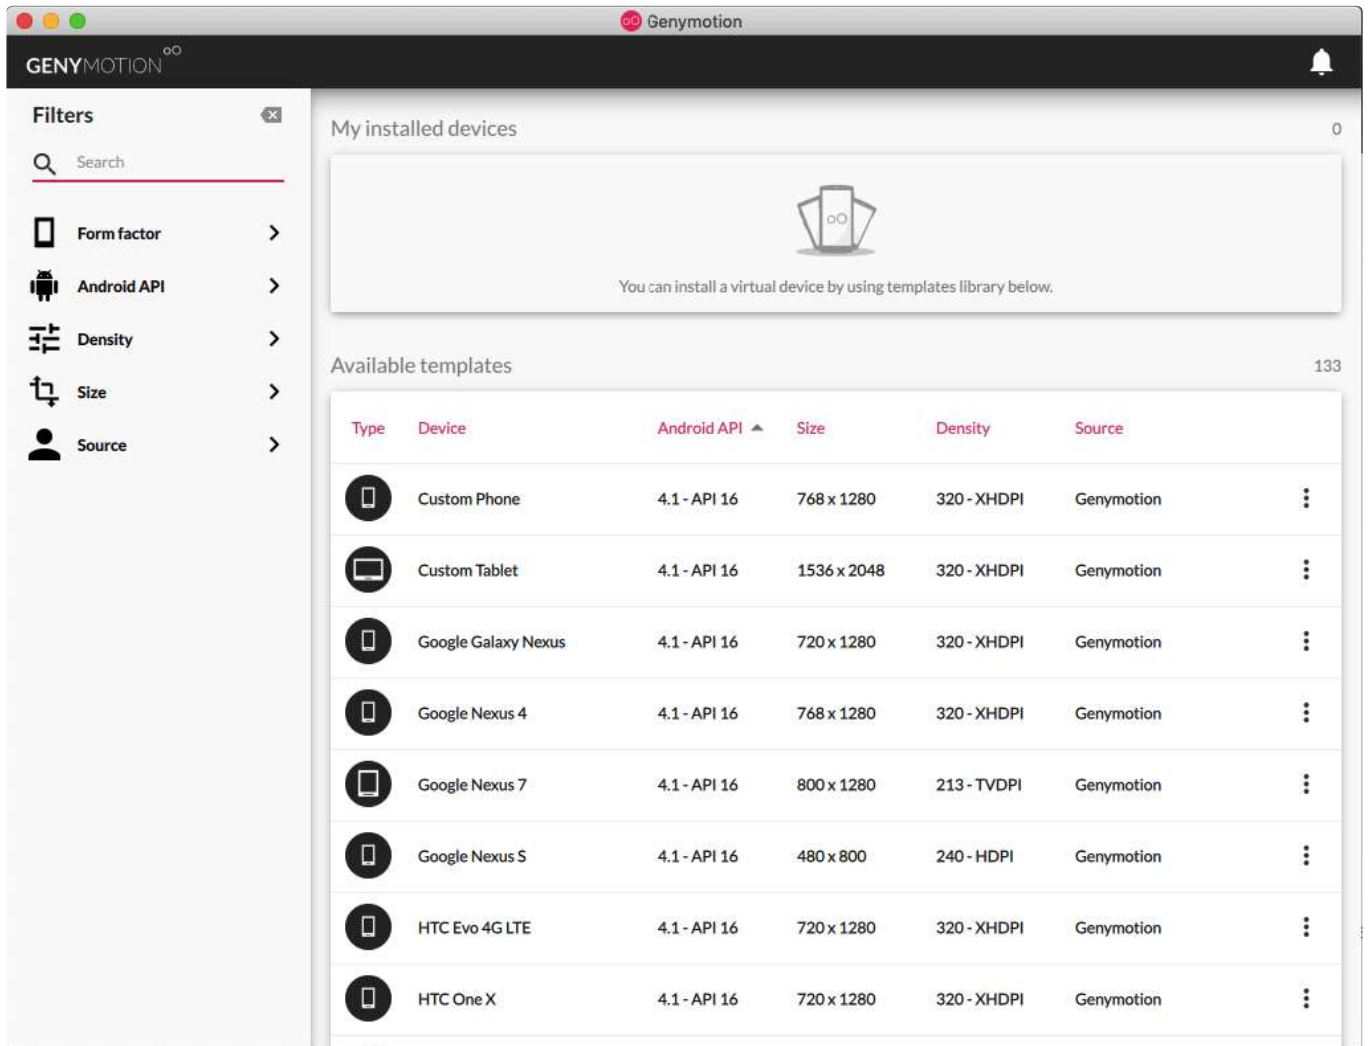 Genymotion
GENYMOTION oO
Filters
Search
Form factor
Android API
Density
Size
Source
My installed devices 0
oO
You can install a virtual device by using templates library below.
Available templates 133
Type Device Android API Size Density Source
Custom Phone 4.1 - API 16 768 x 1280 320 - XHDPI Genymotion
Custom Tablet 4.1 - API 16 1536 x 2048 320 - XHDPI Genymotion
Google Galaxy Nexus 4.1 - API 16 720 x 1280 320 - XHDPI Genymotion
Google Nexus 4 4.1 - API 16 768 x 1280 320 - XHDPI Genymotion
Google Nexus 7 4.1 - API 16 800 x 1280 213 - TVDPI Genymotion
Google Nexus S 4.1 - API 16 480 x 800 240 - HDPI Genymotion
HTC Evo 4G LTE 4.1 - API 16 720 x 1280 320 - XHDPI Genymotion
HTC One X 4.1 - API 16 720 x 1280 320 - XHDPI Genymotion